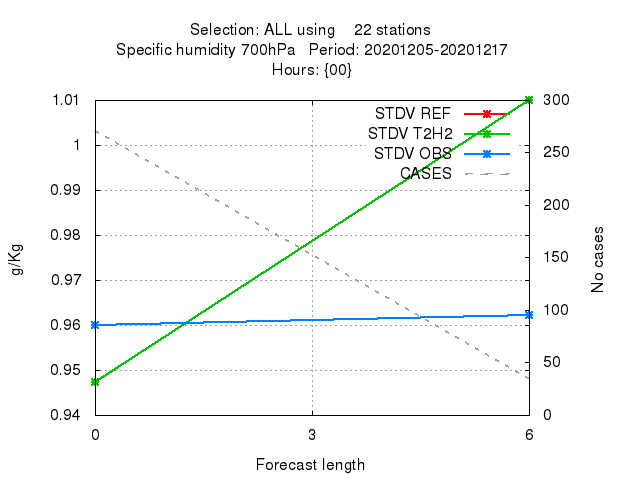 Selection: ALL using 22 stations
Specific humidity 700hPa Period: 20201205-20201217
Hours: {00}
STDV REF
STDV T2H2
STDV OBS
CASES
1.01
1
0.99
0.98
0.97
0.96
0.95
0.94
g/Kg
300
250
200
150
100
50
0
No cases
0 3 6
Forecast length